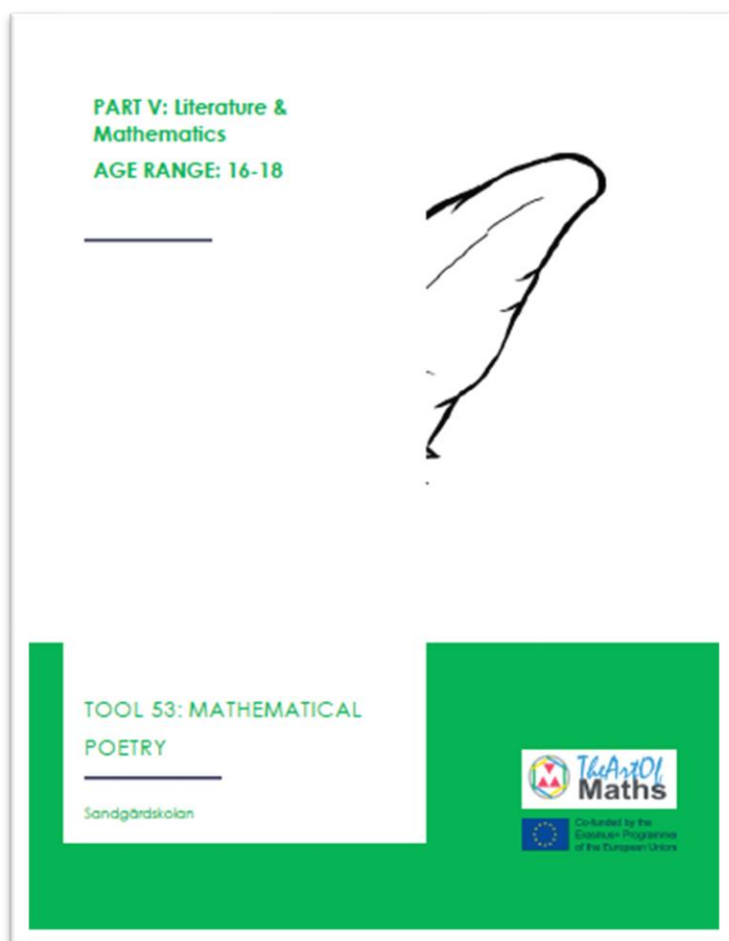 PART V: Literature &
Mathematics
AGE RANGE: 16-18
TOOL 53: MATHEMATICAL
POETRY
Sandgårdskolan
TheArtOf
Maths
Co-funded by the
Erasmus+ Programme
of the European Union